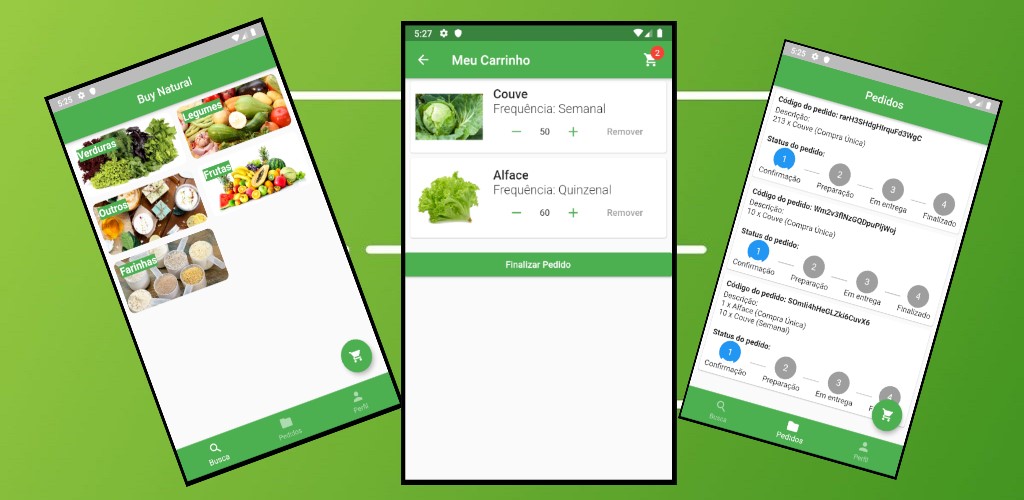 5:25
Buy Natural
Verduras
Legumes
Outros
Frutas
Farinhas
Busca
Pedidos
Perfil
5:27
Meu Carrinho
2
Couve
Frequência: Semanal
50
Remover
Alface
Frequência: Quinzenal
60
Remover
Finalizar Pedido
5:25
Pedidos
Código do pedido: rarH3SHdgHIrquFd3WgC
Descrição:
213 x Couve (Compra Única)
Status do pedido:
1 2 3 4
Confirmação Preparação Em entrega Finalizado
Código do pedido: Wm2v3flNzGQDpuPIjWoj
Descrição:
10 x Couve (Compra Única)
Status do pedido:
1 2 3 4
Confirmação Preparação Em entrega Finalizado
Código do pedido: SOmIi4hHeGLZki6CuvX6
Descrição:
1 x Alface (Compra Única)
10 x Couve (Semanal)
Status do pedido:
1 2 3 4
Confirmação Preparação Em entrega
Busca
Pedidos
Perfil